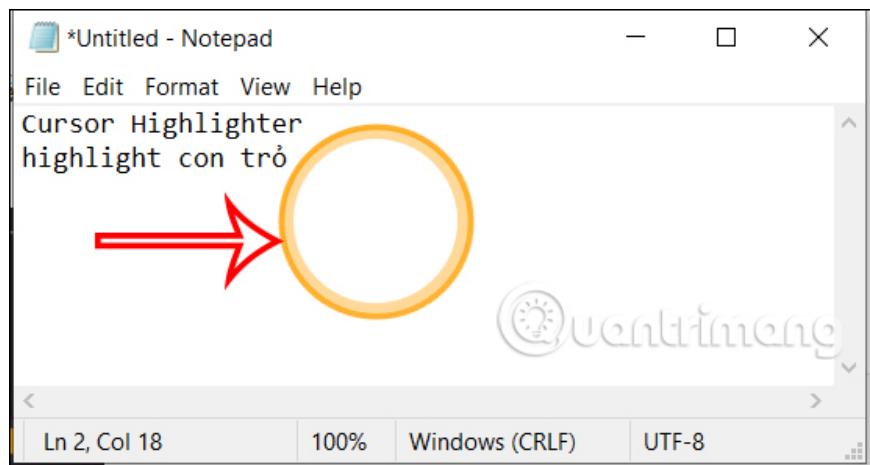 *Untitled - Notepad
File Edit Format View Help
Cursor Highlighter
highlight con trỏ
Quantrimang
Ln 2, Col 18 100% Windows (CRLF) UTF-8